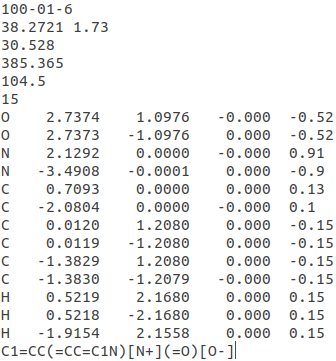 100-01-6
38.2721 1.73
30.528
385.365
104.5
15
O    2.7374    1.0976   -0.000  -0.52
O    2.7373   -1.0976    0.000  -0.52
N    2.1292    0.0000   -0.000   0.91
N   -3.4908   -0.0001    0.000  -0.9
C    0.7093    0.0000    0.000   0.13
C   -2.0804    0.0000   -0.000   0.1
C    0.0120    1.2080    0.000  -0.15
C    0.0119   -1.2080    0.000  -0.15
C   -1.3829    1.2080    0.000  -0.15
C   -1.3830   -1.2079   -0.000  -0.15
H    0.5219    2.1680    0.000   0.15
H    0.5218   -2.1680    0.000   0.15
H   -1.9154    2.1558    0.000   0.15
C1=CC(=CC=C1N)[N+](=O)[O-]